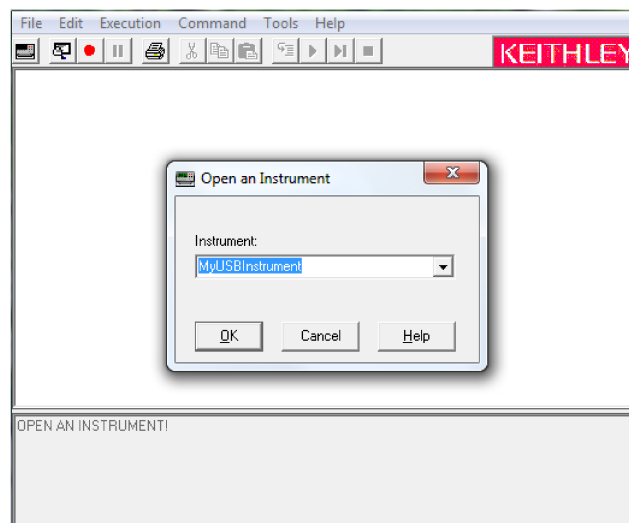 File Edit Execution Command Tools Help
KEITHLEY
Open an Instrument
Instrument:
MyUSBInstrument
OK Cancel Help
OPEN AN INSTRUMENT!